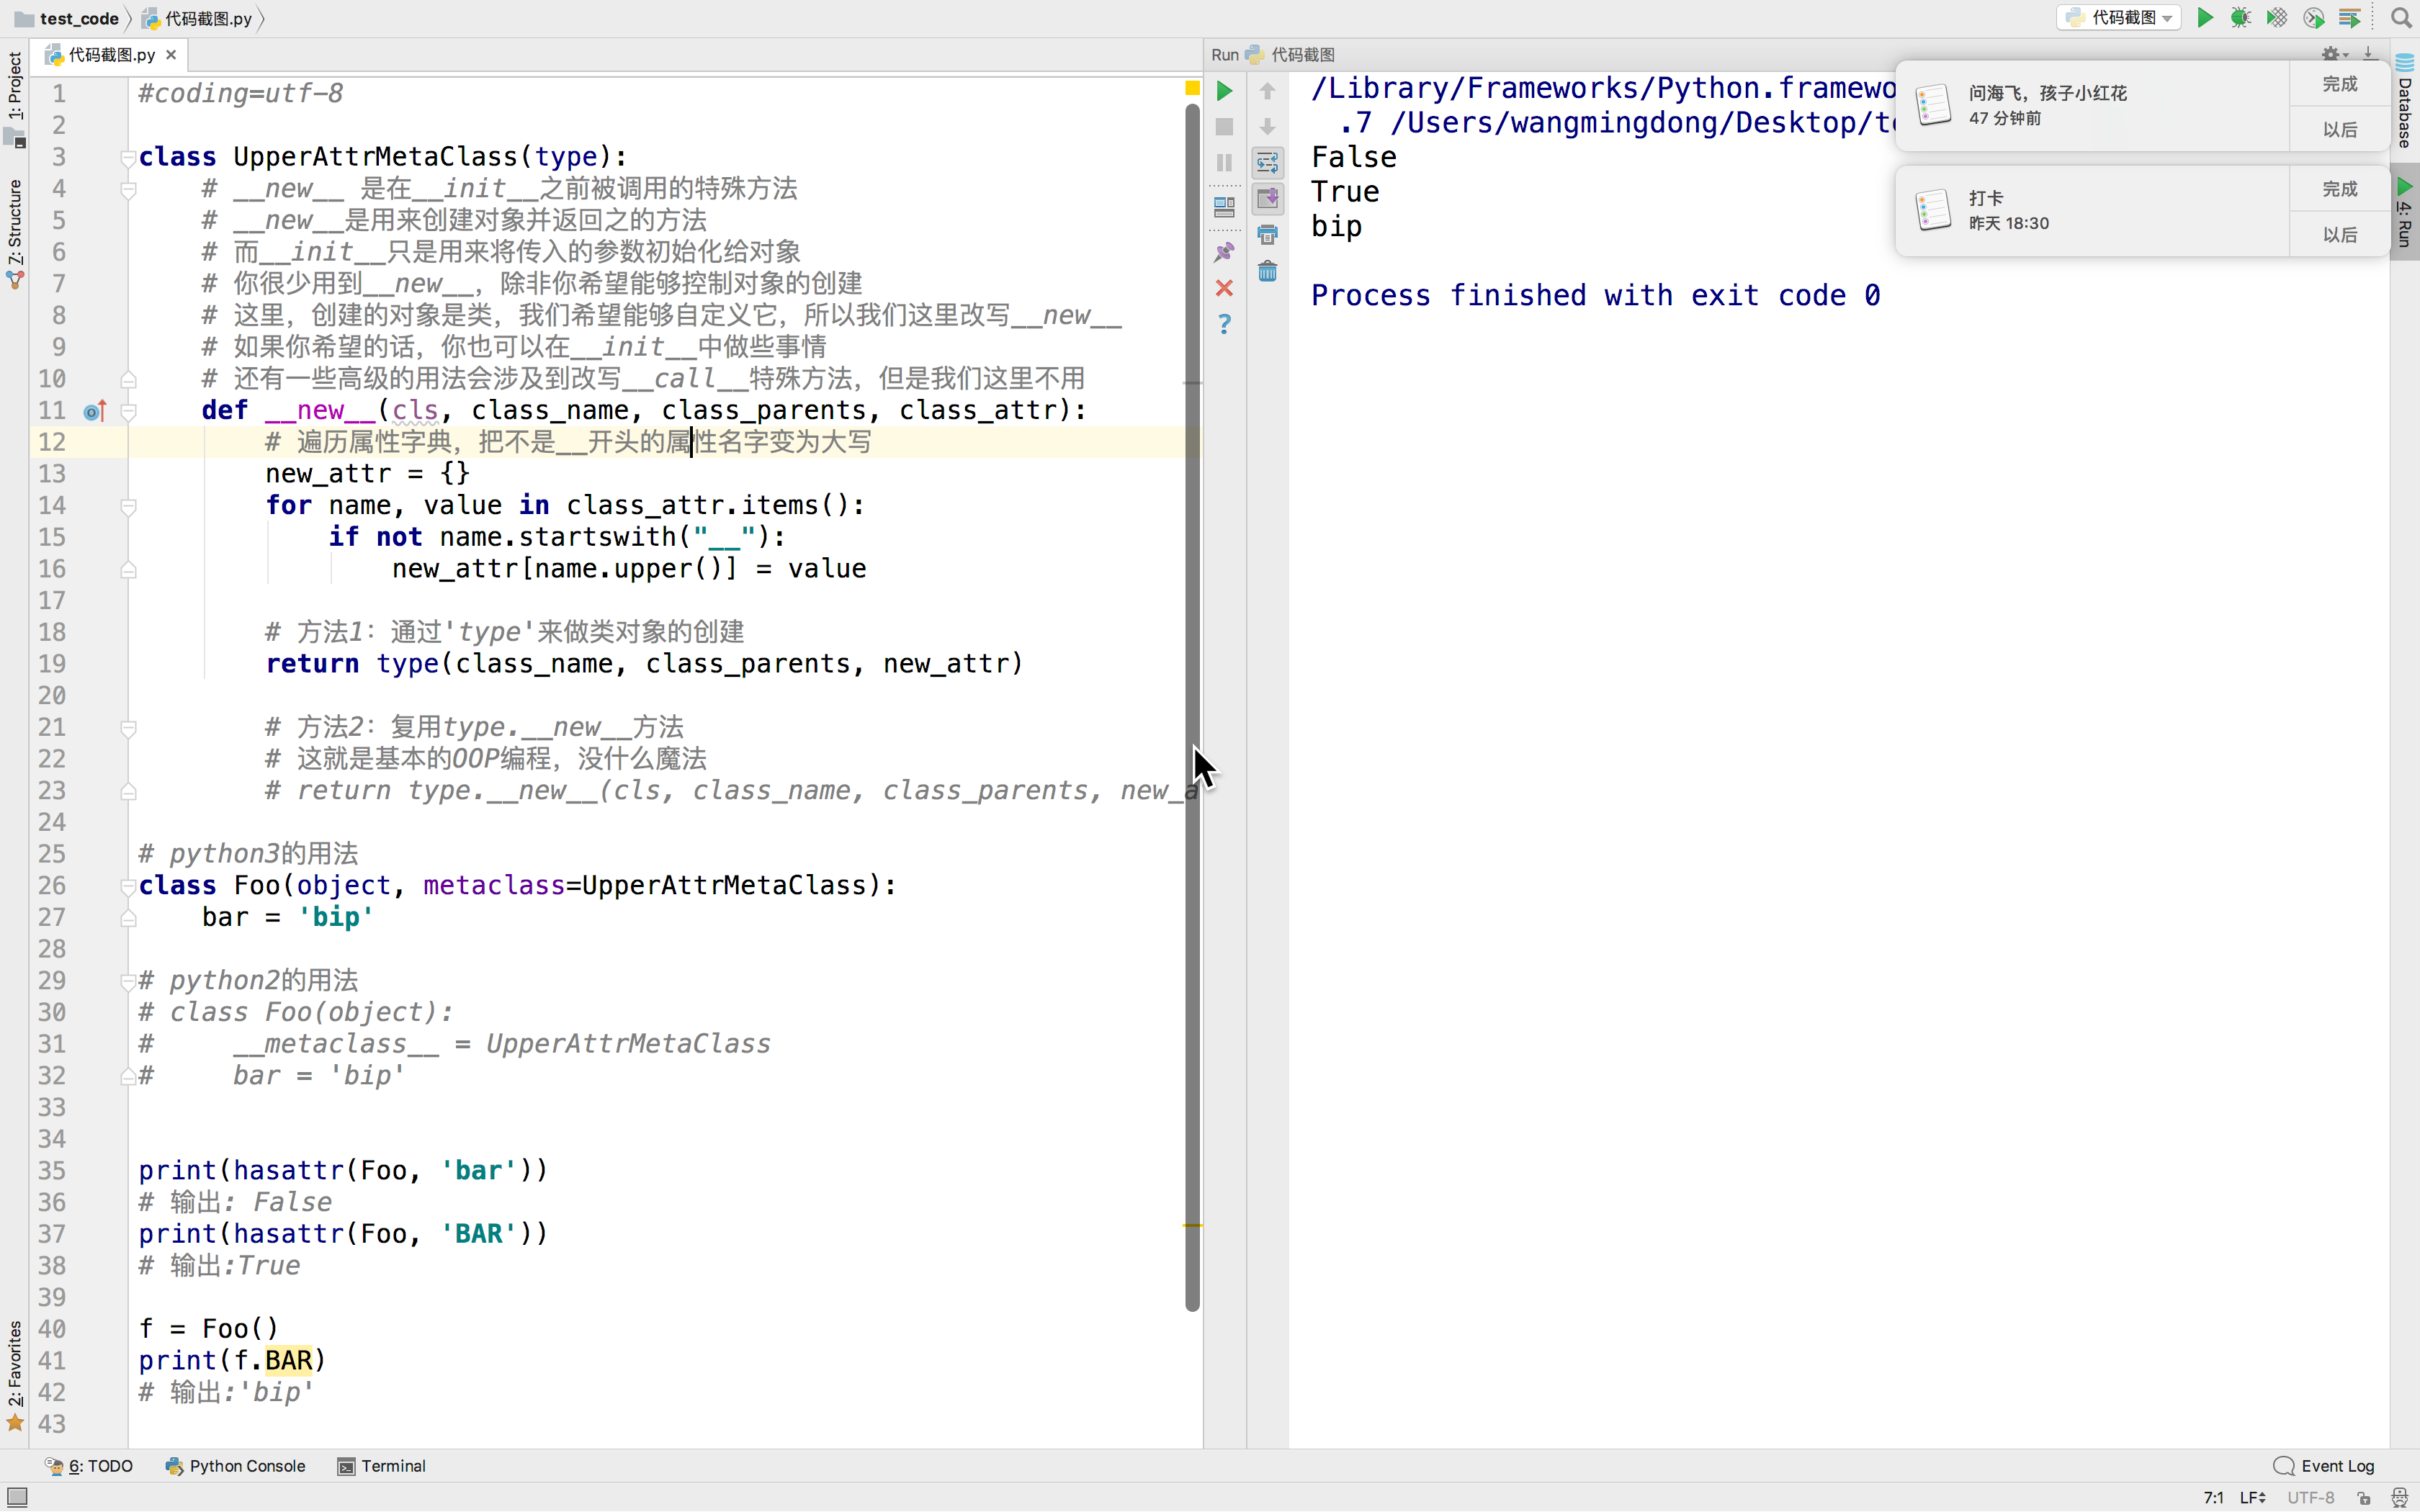 test_code
代码截图.py
代码截图
代码截图.py
Run 代码截图
1: Project
7: Structure
2: Favorites
1 #coding=utf-8
2
3 class UpperAttrMetaClass(type):
4 # __new__ 是在__init__之前被调用的特殊方法
5 # __new__是用来创建对象并返回之的方法
6 # 而__init__只是用来将传入的参数初始化给对象
7 # 你很少用到__new__，除非你希望能够控制对象的创建
8 # 这里，创建的对象是类，我们希望能够自定义它，所以我们这里改写__new__
9 # 如果你希望的话，你也可以在__init__中做些事情
10 # 还有一些高级的用法会涉及到改写__call__特殊方法，但是我们这里不用
11 def __new__(cls, class_name, class_parents, class_attr):
12 # 遍历属性字典，把不是__开头的属性名字变为大写
13 new_attr = {}
14 for name, value in class_attr.items():
15 if not name.startswith("__"):
16 new_attr[name.upper()] = value
17
18 # 方法1：通过'type'来做类对象的创建
19 return type(class_name, class_parents, new_attr)
20
21 # 方法2：复用type.__new__方法
22 # 这就是基本的OOP编程，没什么魔法
23 # return type.__new__(cls, class_name, class_parents, new_a
24
25 # python3的用法
26 class Foo(object, metaclass=UpperAttrMetaClass):
27 bar = 'bip'
28
29 # python2的用法
30 # class Foo(object):
31 # __metaclass__ = UpperAttrMetaClass
32 # bar = 'bip'
33
34
35 print(hasattr(Foo, 'bar'))
36 # 输出: False
37 print(hasattr(Foo, 'BAR'))
38 # 输出:True
39
40 f = Foo()
41 print(f.BAR)
42 # 输出:'bip'
43
/Library/Frameworks/Python.framewo
.7 /Users/wangmingdong/Desktop/te
False
True
bip
Process finished with exit code 0
问海飞，孩子小红花
47 分钟前
完成
以后
打卡
昨天 18:30
完成
以后
Database
4: Run
6: TODO
Python Console
Terminal
Event Log
7:1 LF UTF-8